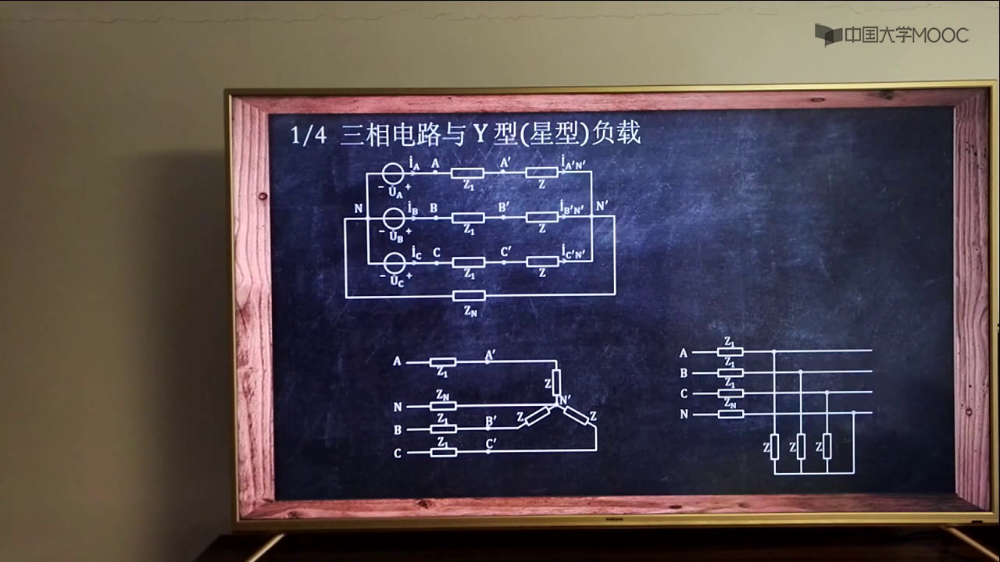 中国大学MOOC
1/4 三相电路与 Y 型(星型)负载
İA A A′ İA′N′
- U̇A + Z1 Z
N İB B B′ İB′N′ N′
- U̇B + Z1 Z
İC C C′ İC′N′
- U̇C + Z1 Z
ZN
A Z1 A′
Z
N ZN N′
B Z1 B′ Z Z
C Z1 C′
A Z1
B Z1
C Z1
N ZN
Z Z Z